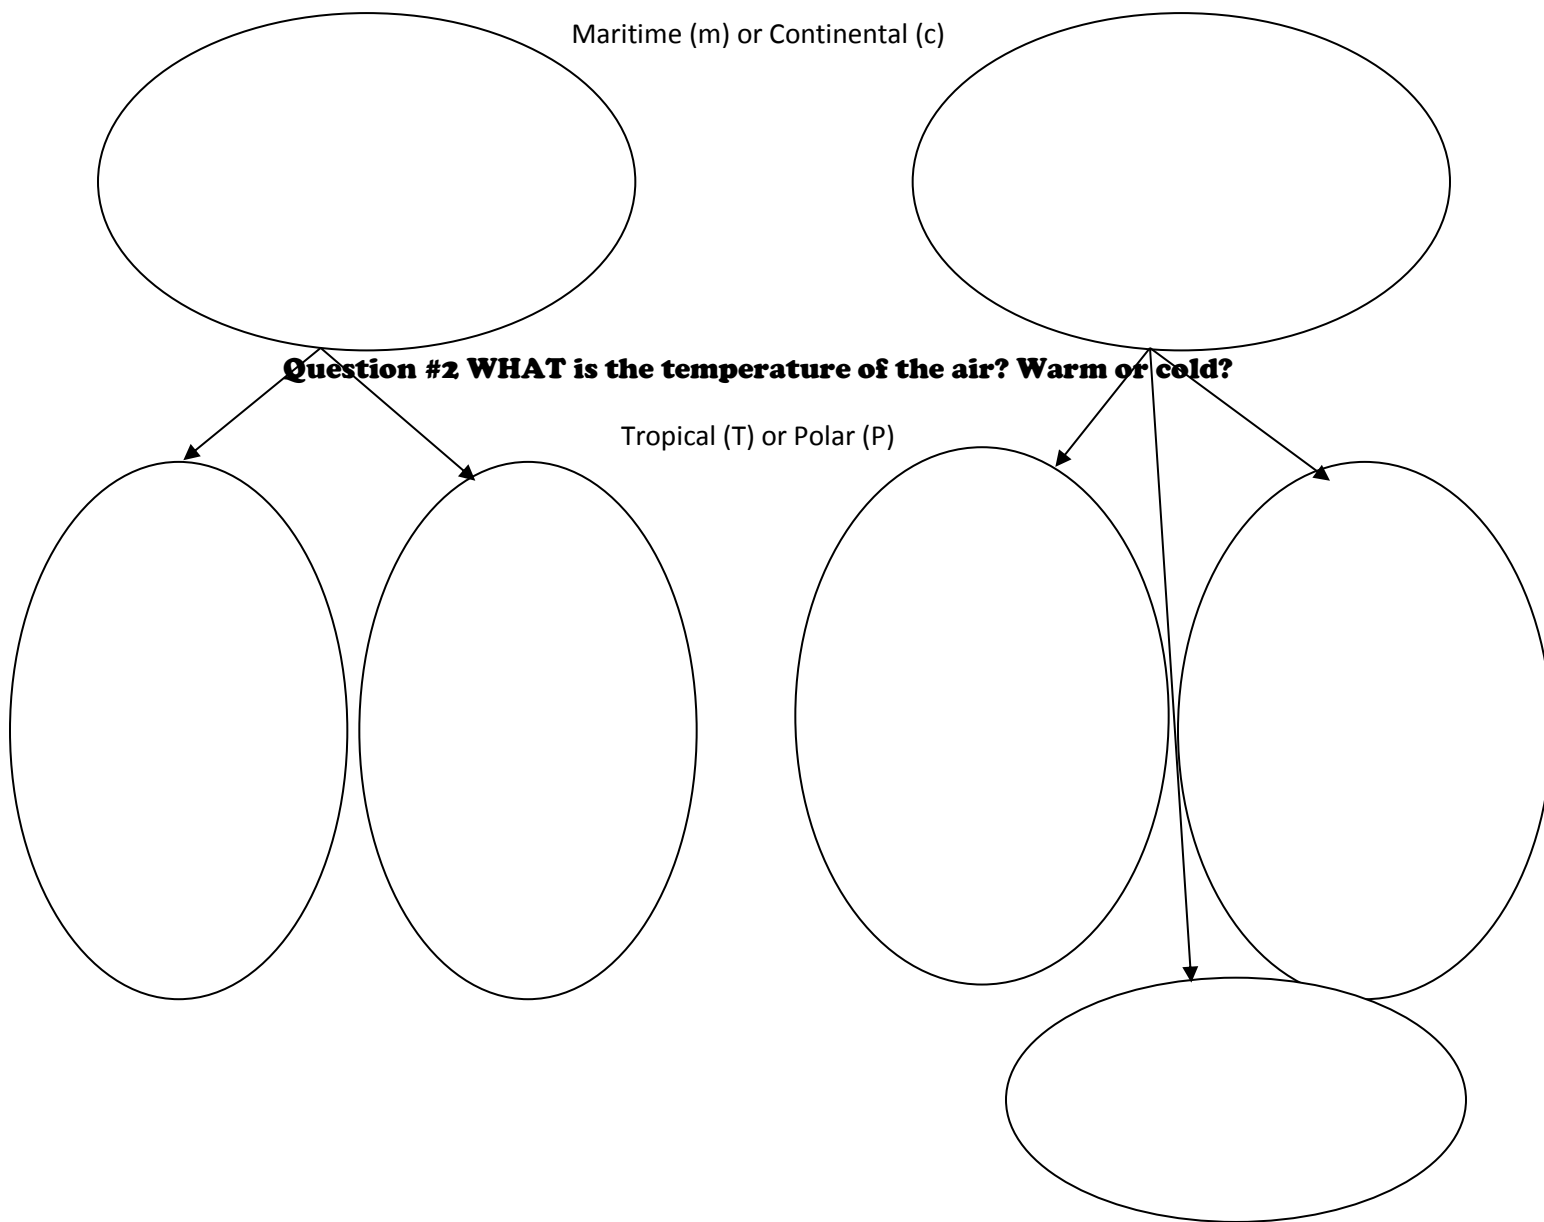 Maritime (m) or Continental (c)
Question #2 WHAT is the temperature of the air? Warm or cold?
Tropical (T) or Polar (P)